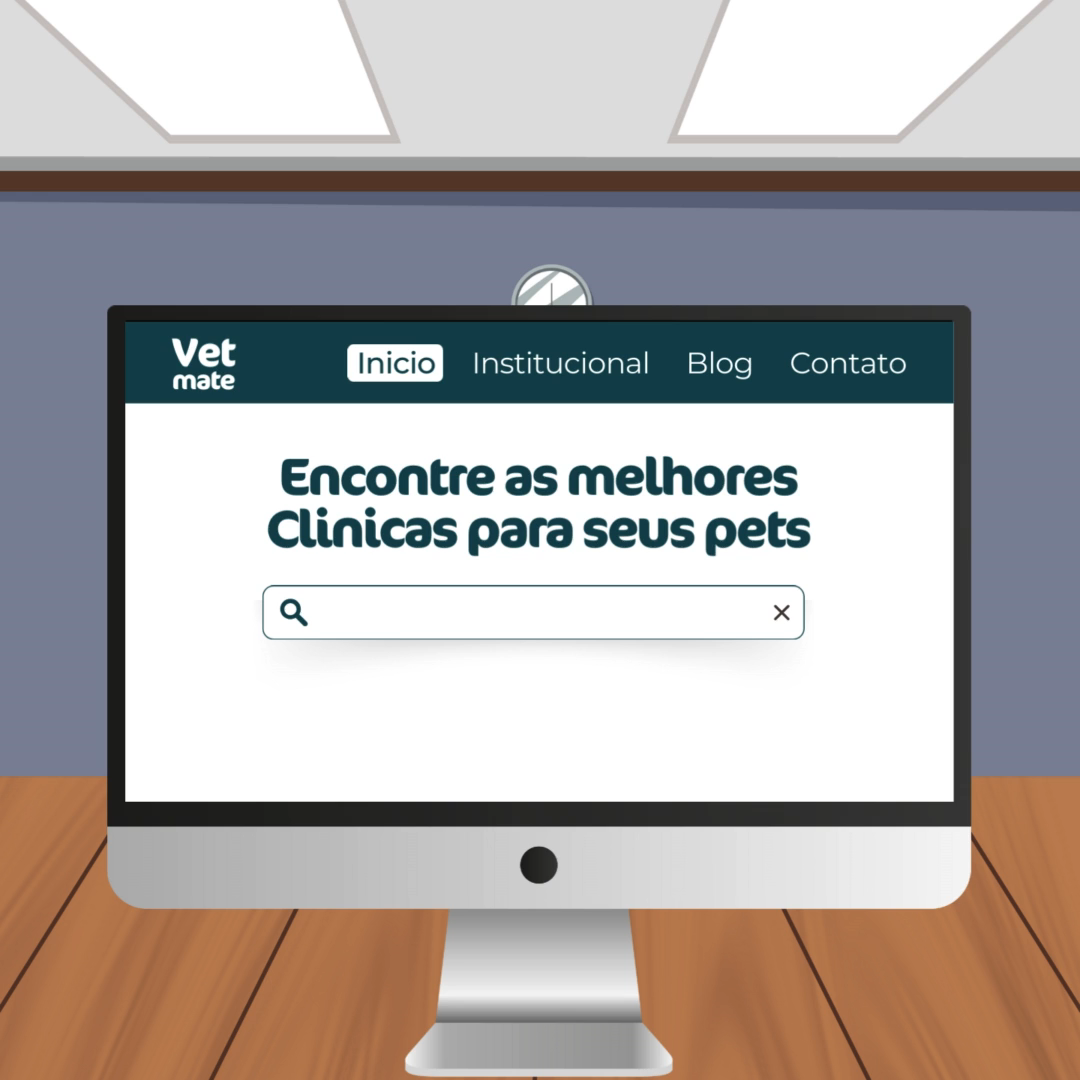 Vet
mate
Inicio Institucional Blog Contato
Encontre as melhores
Clinicas para seus pets